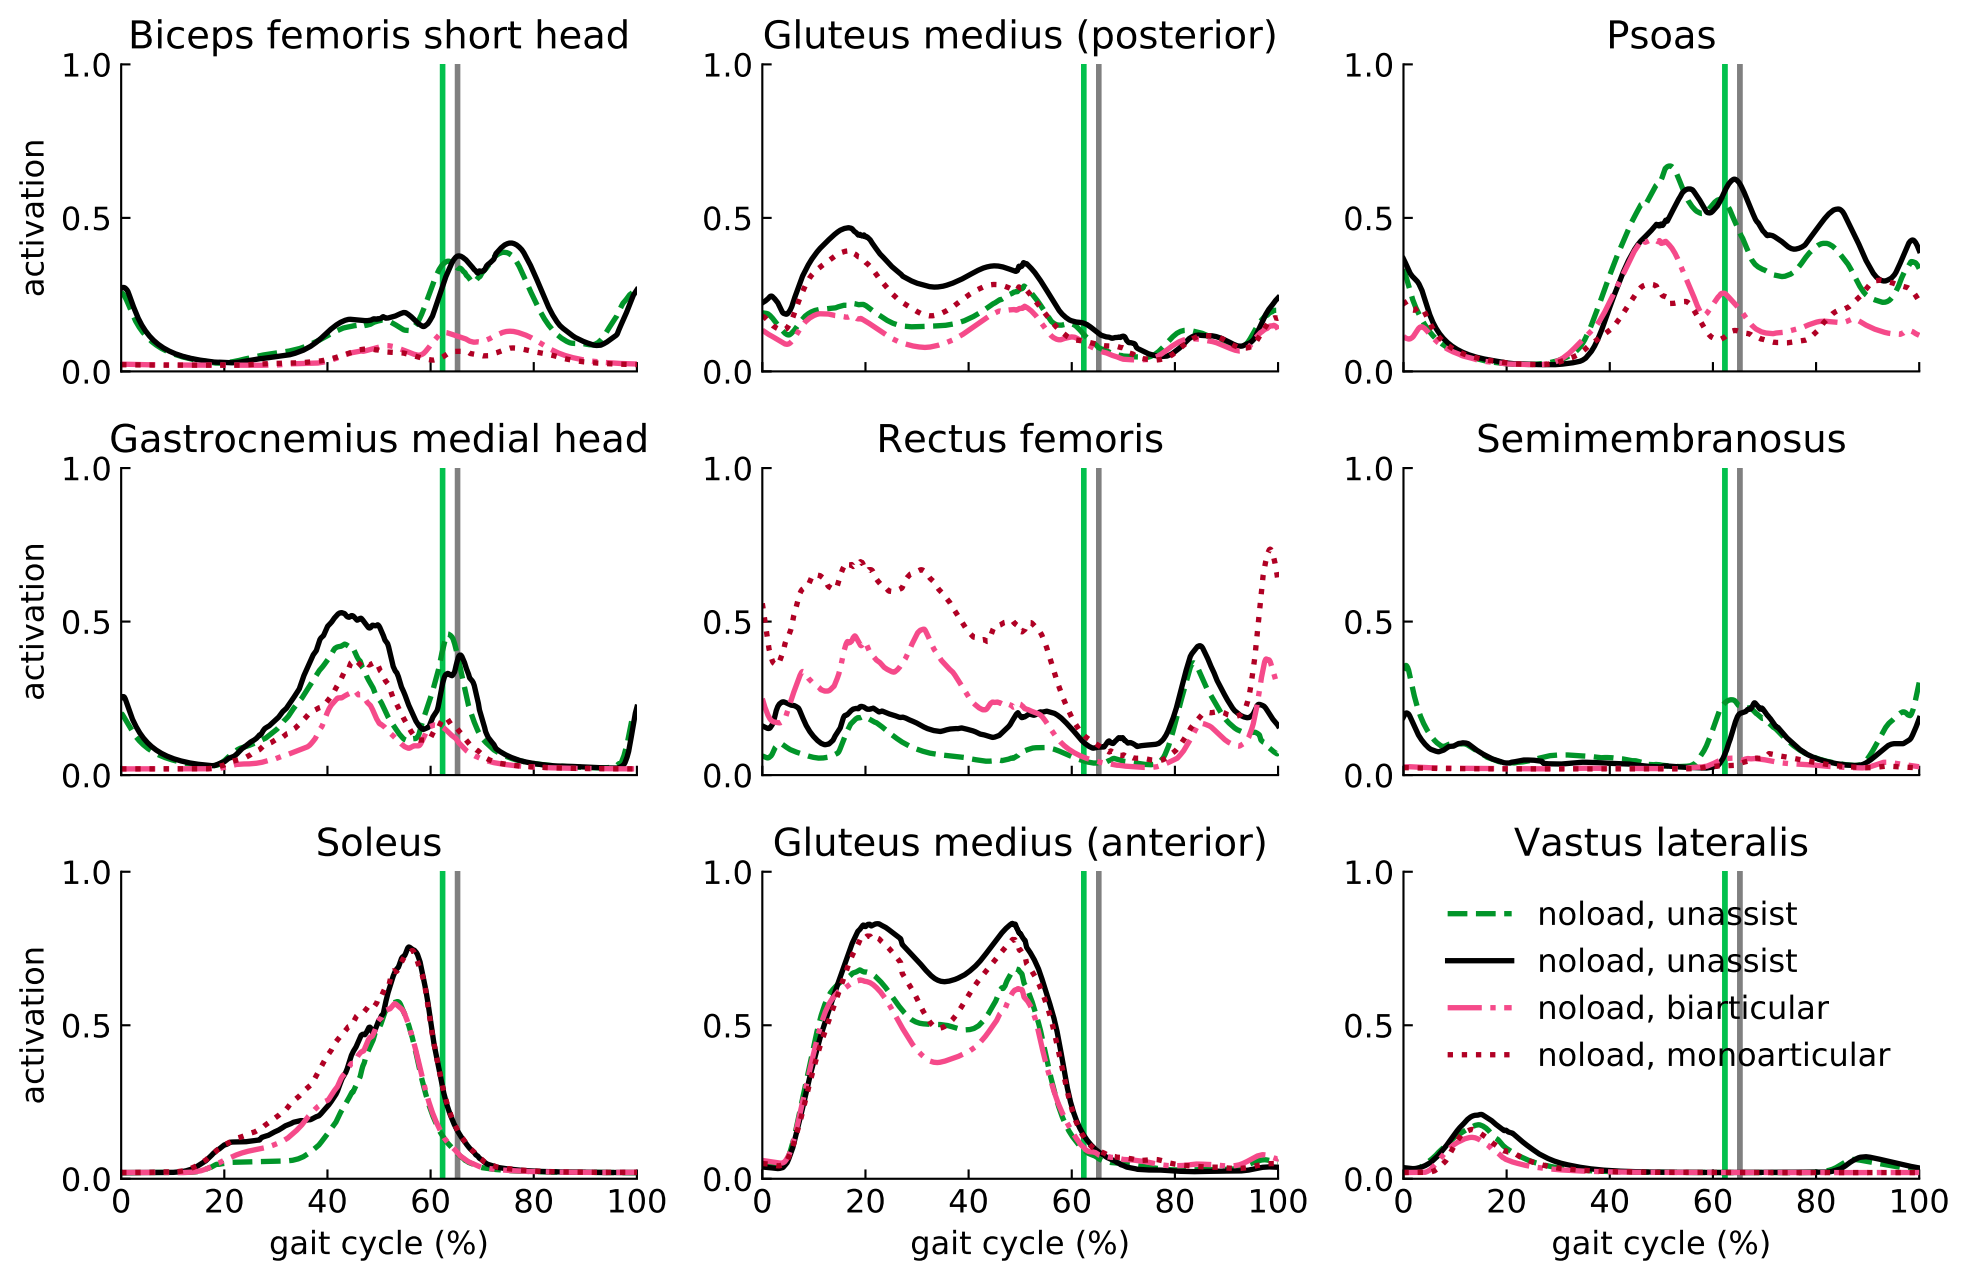 Biceps femoris short head
Gluteus medius (posterior)
Psoas
1.0
0.5
0.0
activation
1.0
0.5
0.0
1.0
0.5
0.0
Gastrocnemius medial head
Rectus femoris
Semimembranosus
1.0
0.5
0.0
activation
1.0
0.5
0.0
1.0
0.5
0.0
Soleus
Gluteus medius (anterior)
Vastus lateralis
1.0
0.5
0.0
activation
0 20 40 60 80 100
gait cycle (%)
1.0
0.5
0.0
0 20 40 60 80 100
gait cycle (%)
1.0
0.5
0.0
noload, unassist
noload, unassist
noload, biarticular
noload, monoarticular
0 20 40 60 80 100
gait cycle (%)